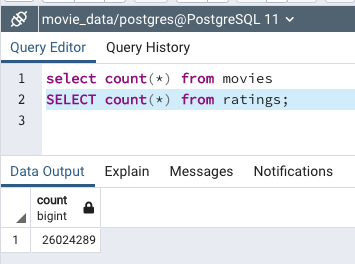 movie_data/postgres@PostgreSQL 11
Query Editor Query History
1 select count(*) from movies
2 SELECT count(*) from ratings;
3
Data Output Explain Messages Notifications
count
bigint
1 26024289